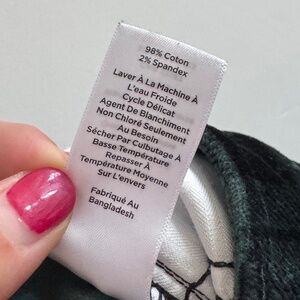 98% Coton
2% Spandex
Laver À La Machine À
L'eau Froide
Cycle Délicat
Agent De Blanchiment
Non Chloré Seulement
Au Besoin
Sécher Par Culbutage À
Basse Température
Repasser À
Température Moyenne
Sur L'envers
Fabriqué Au
Bangladesh